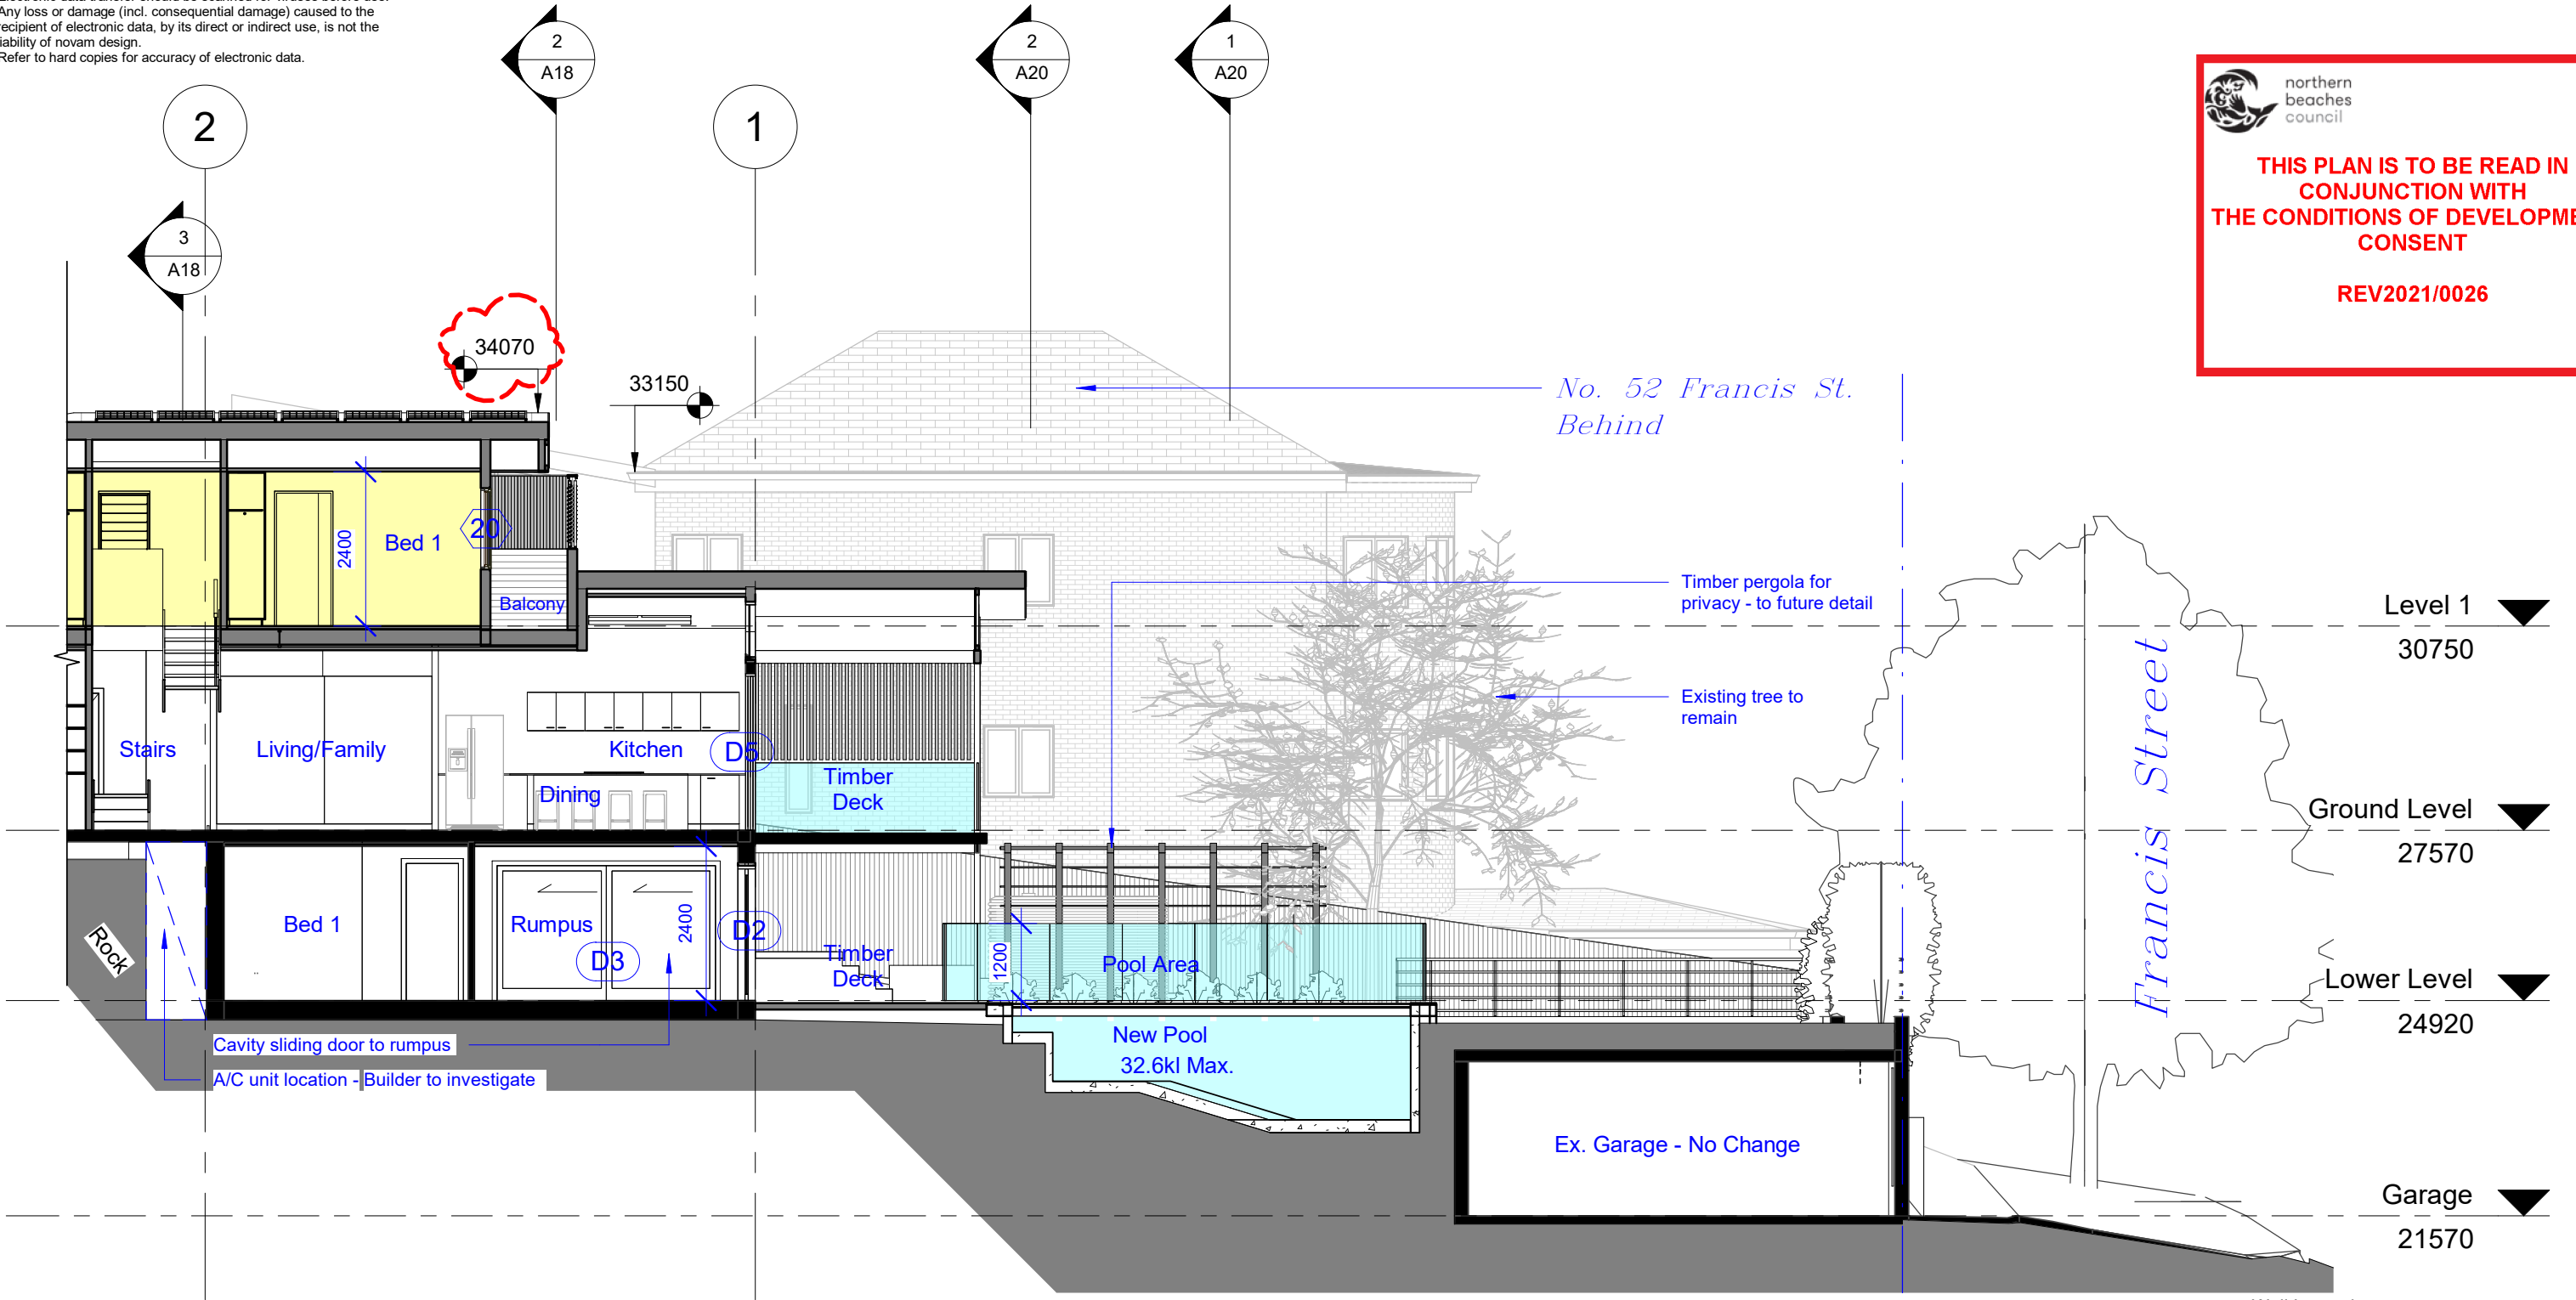 Any loss or damage (incl. consequential damage) caused to the
recipient of electronic data, by its direct or indirect use, is not the
liability of novam design.
Refer to hard copies for accuracy of electronic data.
2
A18
2
A20
1
A20
2
1
3
A18
northern
beaches
council
THIS PLAN IS TO BE READ IN
CONJUNCTION WITH
THE CONDITIONS OF DEVELOPME
CONSENT
REV2021/0026
34070
33150
No. 52 Francis St.
Behind
2400
Bed 1
20
Balcony
Timber pergola for
privacy - to future detail
Level 1
30750
Existing tree to
remain
Francis Street
Stairs
Living/Family
Kitchen
D5
Dining
Timber
Deck
Ground Level
27570
Rock
Bed 1
Rumpus
2400
D2
D3
Timber
Deck
1200
Pool Area
Lower Level
24920
Cavity sliding door to rumpus
A/C unit location - Builder to investigate
New Pool
32.6kl Max.
Ex. Garage - No Change
Garage
21570